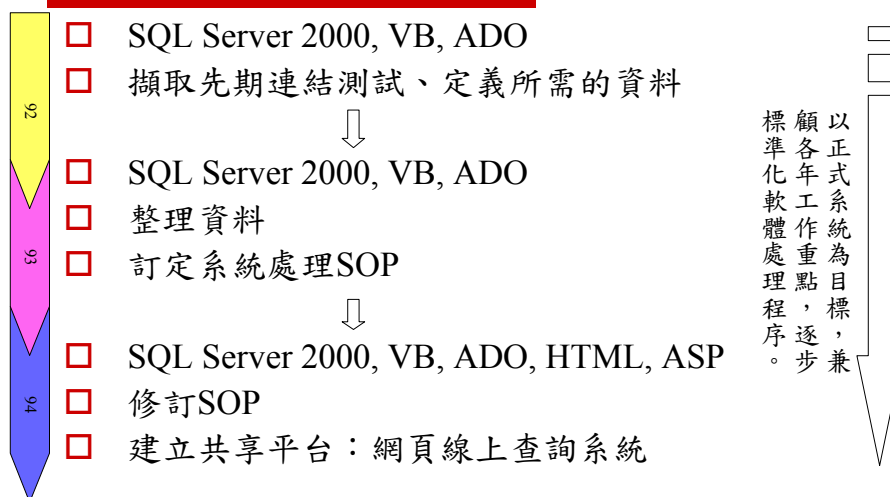 92
SQL Server 2000, VB, ADO
擷取先期連結測試、定義所需的資料
93
SQL Server 2000, VB, ADO
整理資料
訂定系統處理SOP
94
SQL Server 2000, VB, ADO, HTML, ASP
修訂SOP
建立共享平台：網頁線上查詢系統
以正式系統為目標，兼
顧各年工作重點，逐步
標準化軟體處理程序。